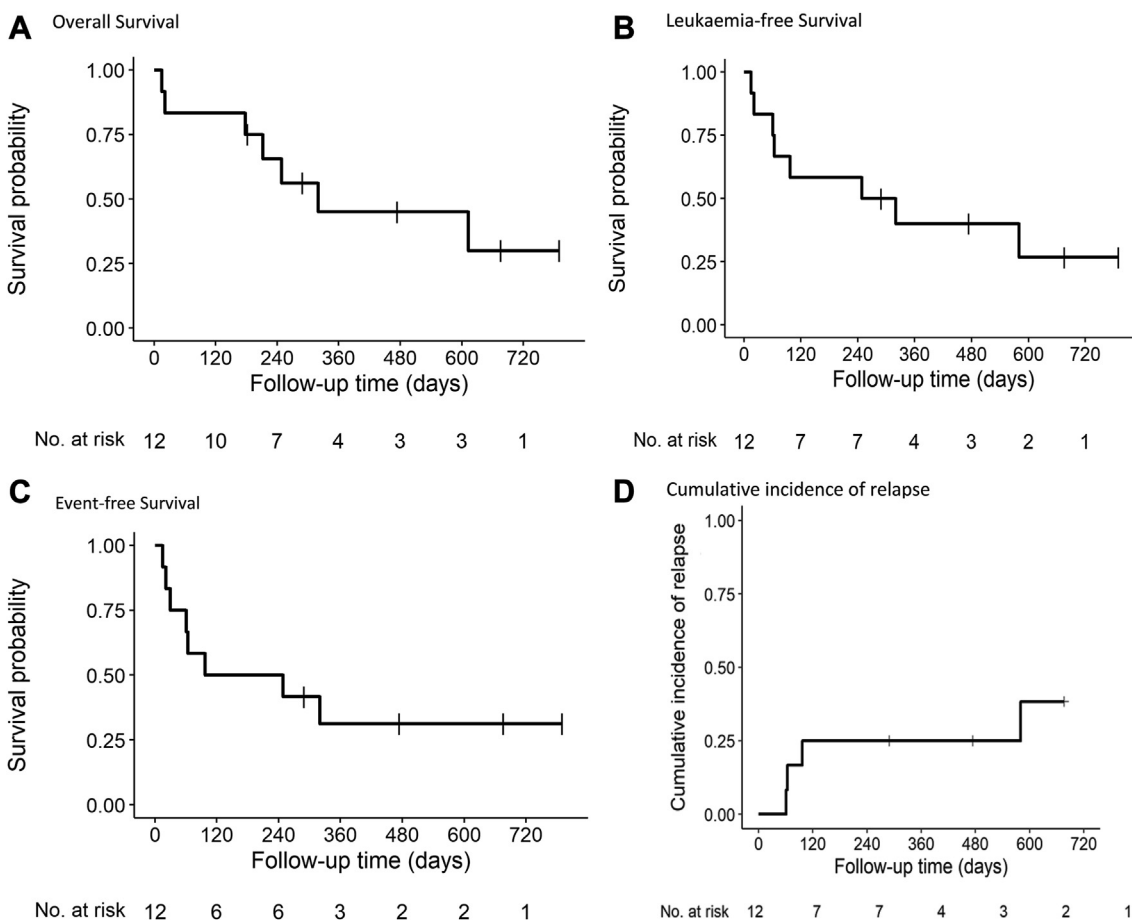 A Overall Survival
Survival probability
1.00
0.75
0.50
0.25
0.00
0 120 240 360 480 600 720
Follow-up time (days)
No. at risk 12 10 7 4 3 3 1
B Leukaemia-free Survival
Survival probability
1.00
0.75
0.50
0.25
0.00
0 120 240 360 480 600 720
Follow-up time (days)
No. at risk 12 7 7 4 3 2 1
C Event-free Survival
Survival probability
1.00
0.75
0.50
0.25
0.00
0 120 240 360 480 600 720
Follow-up time (days)
No. at risk 12 6 6 3 2 2 1
D Cumulative incidence of relapse
Cumulative incidence of relapse
1.00
0.75
0.50
0.25
0.00
0 120 240 360 480 600 720
Follow-up time (days)
No. at risk 12 7 7 4 3 2 1